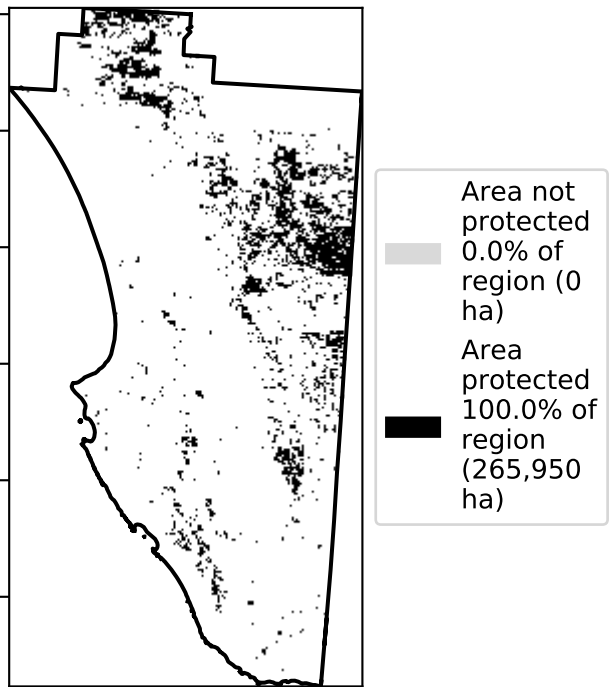 Area not
protected
0.0% of
region (0
ha)
Area
protected
100.0% of
region
(265,950
ha)